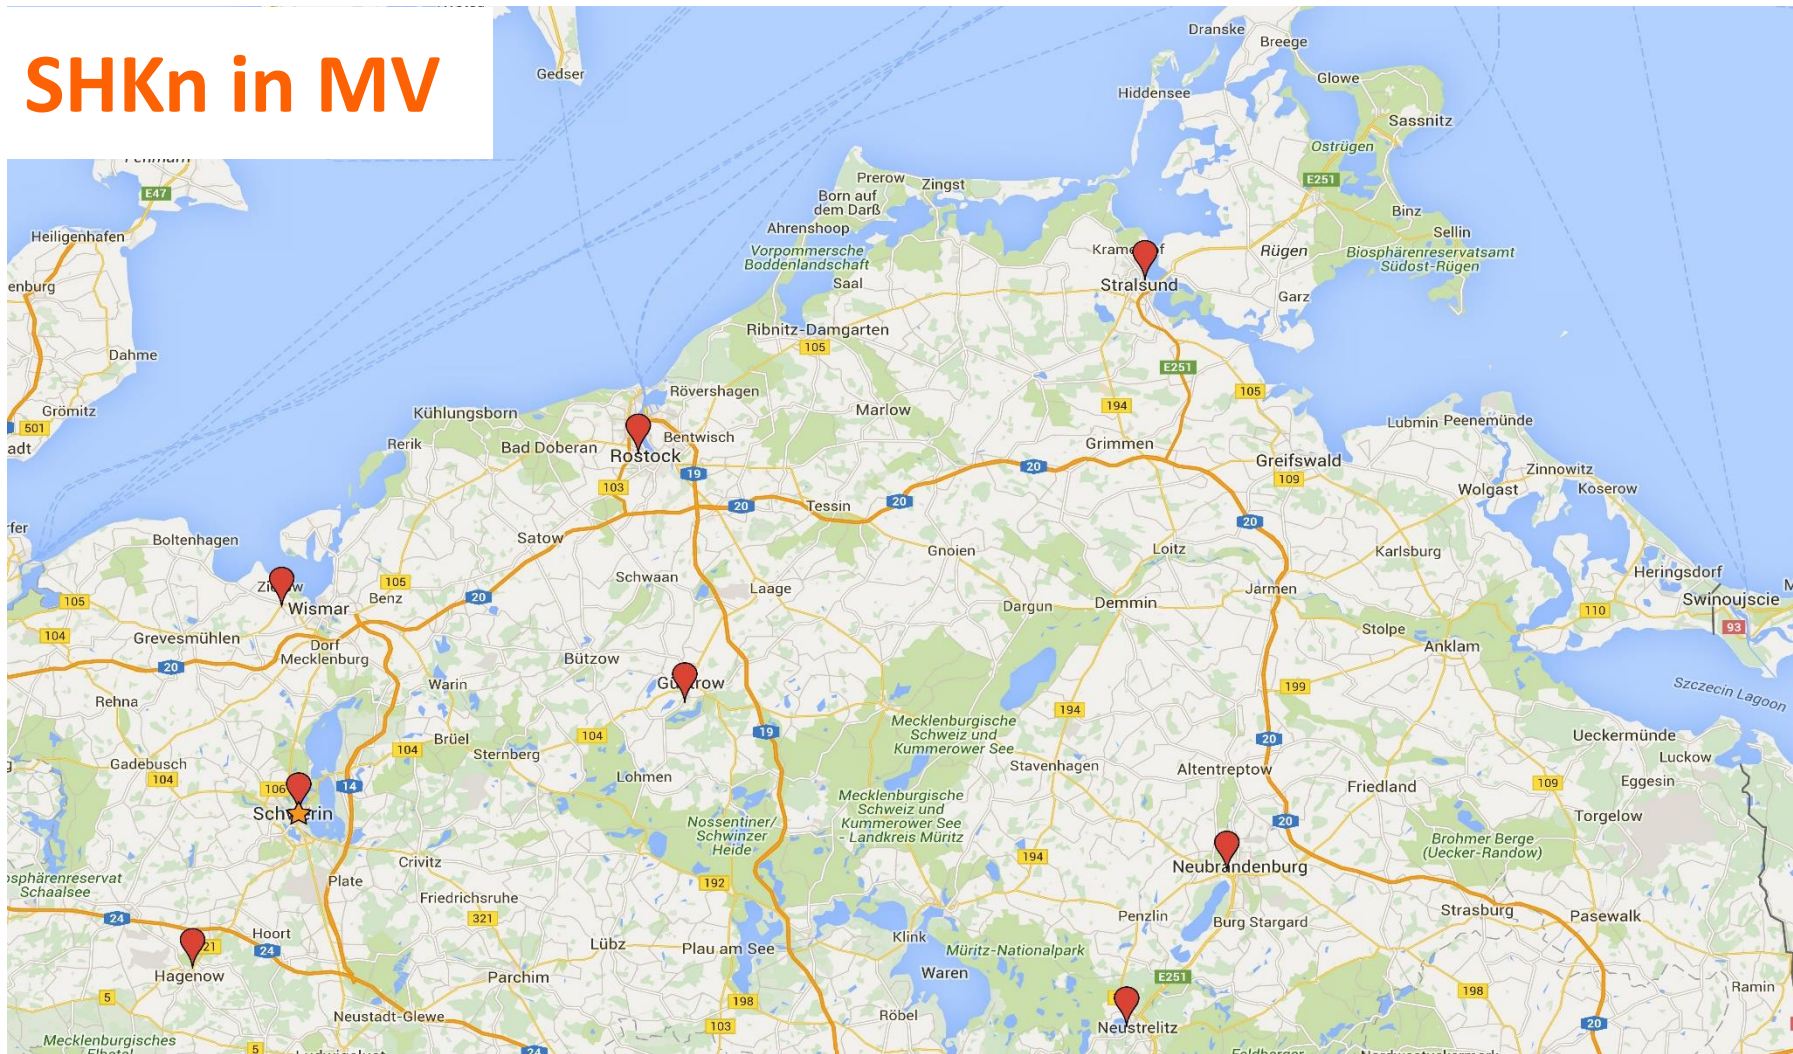 SHKn in MV
Gedser
Dranske
Breege
Glowe
Hiddensee
Sassnitz
Ostrügen
E47
E251
Prerow
Zingst
Born auf
dem Darß
Binz
Ahrenshoop
Sellin
Heiligenhafen
Vorpommersche
Boddenlandschaft
Rügen
Biosphärenreservatsamt
Südost-Rügen
enburg
Saal
Stralsund
Garz
Ribnitz-Damgarten
105
Dahme
E251
Rövershagen
105
Grömitz
Kühlungsborn
Marlow
194
501
adt
Rerik
Bad Doberan
Bentwisch
Rostock
Grimmen
Lubmin
Peenemünde
Greifswald
19
20
109
Zinnowitz
103
Wolgast
Koserow
20
Tessin
20
20
rfer
Boltenhagen
Satow
Gnoien
Loitz
Karlsburg
Schwaan
Laage
Jarmen
Heringsdorf
105
105
Benz
20
Wismar
Dargun
Demmin
Swinoujscie
110
93
104
Grevesmühlen
Stolpe
Dorf
Mecklenburg
Anklam
20
Bützow
Warin
199
Szczecin Lagoon
Rehna
194
Mecklenburgische
Schweiz und
Kummerower See
Brüel
104
104
Sternberg
19
20
Ueckermünde
Luckow
Gadebusch
104
Lohmen
Stavenhagen
Altentreptow
Friedland
109
Eggesin
106
14
Mecklenburgische
Schweiz und
Kummerower See
- Landkreis Müritz
Torgelow
Schwerin
Nossentiner/
Schwinzer
Heide
20
Brohmer Berge
(Uecker-Randow)
Crivitz
194
Neubrandenburg
Schaalsee
Plate
192
Friedrichsruhe
24
321
Penzlin
Burg Stargard
Strasburg
Pasewalk
Hoort
24
Lübz
Plau am See
Klink
Müritz-Nationalpark
Hagenow
Parchim
Waren
E251
5
198
198
Ramin
Neustadt-Glewe
103
Röbel
Neustrelitz
20
Mecklenburgisches
5
24